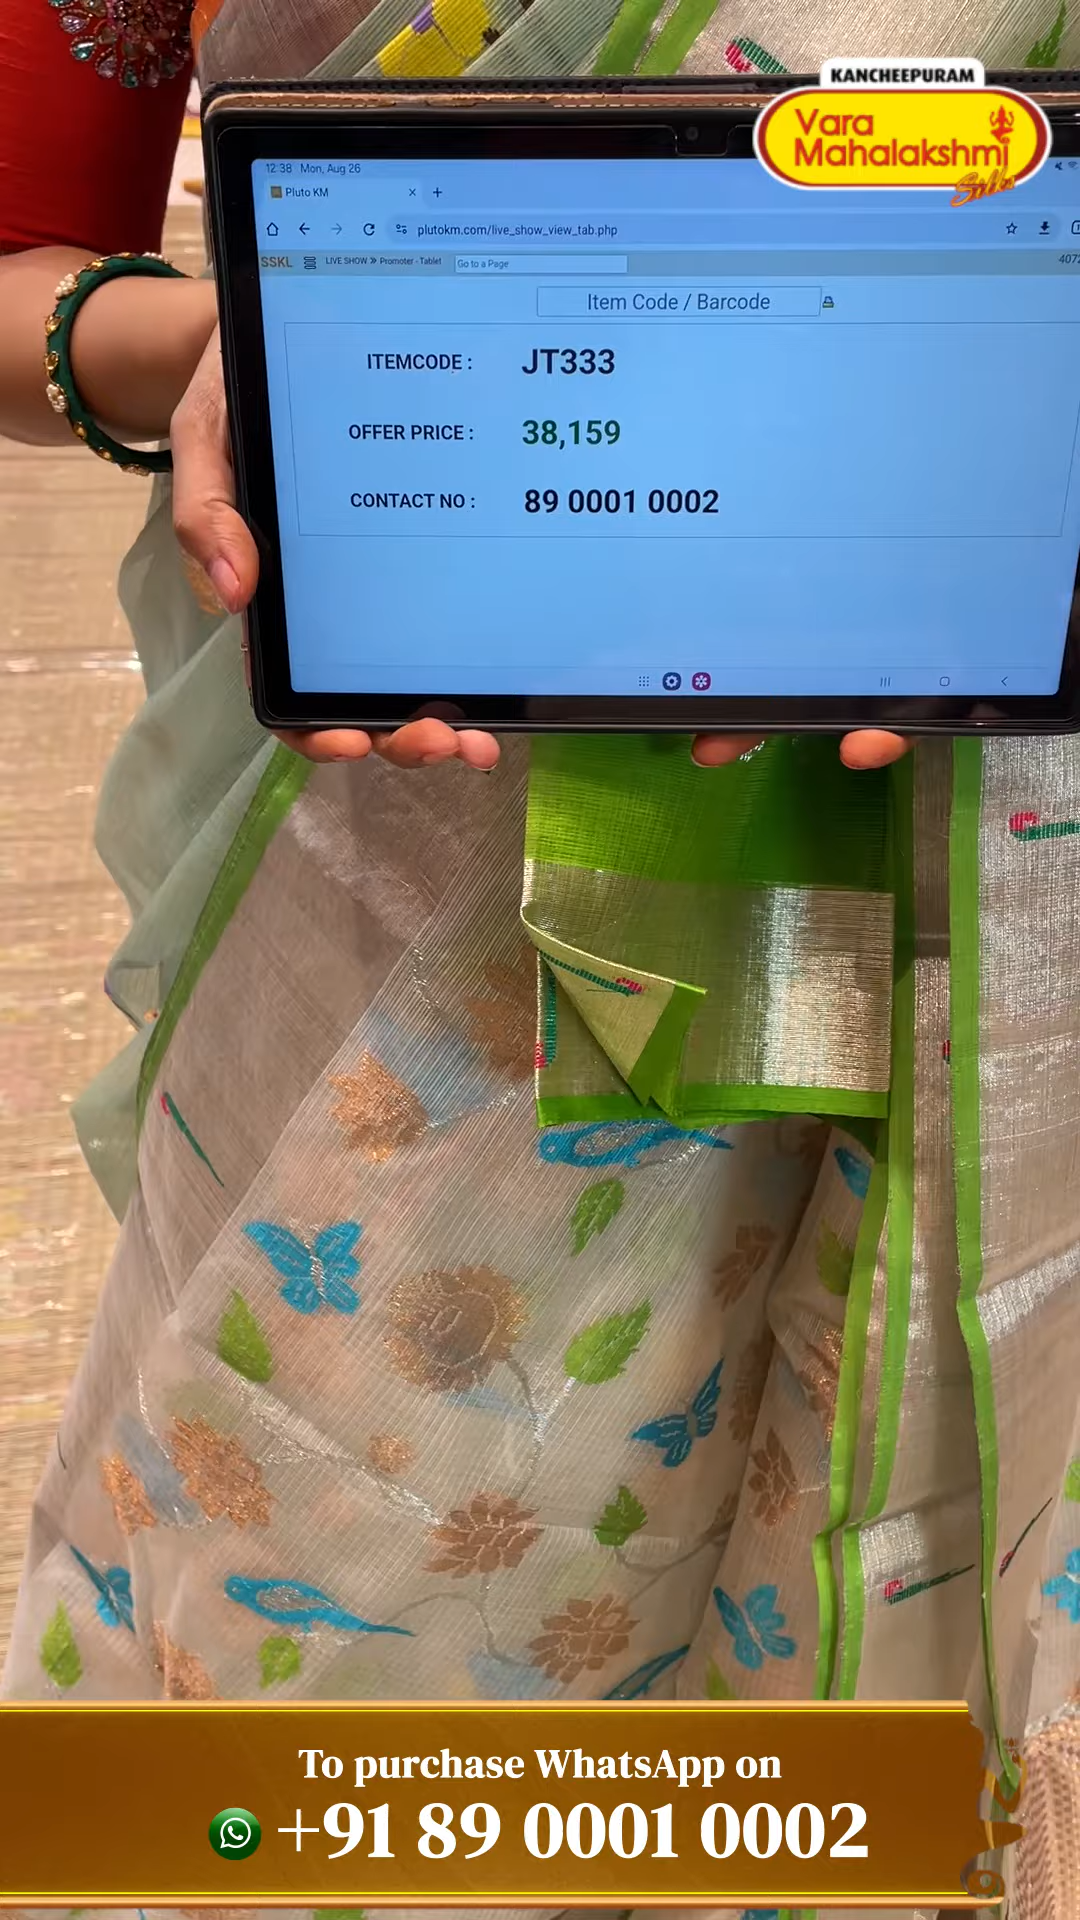 KANCHEEPURAM
Vara
Mahalakshmi
Silks
12:38 Mon, Aug 26
Pluto KM
plutokm.com/live_show_view_tab.php
SSKL
LIVE SHOW » Promoter - Tablet
Go to a Page
4072
Item Code / Barcode
ITEMCODE : JT333
OFFER PRICE : 38,159
CONTACT NO : 89 0001 0002
To purchase WhatsApp on
+91 89 0001 0002